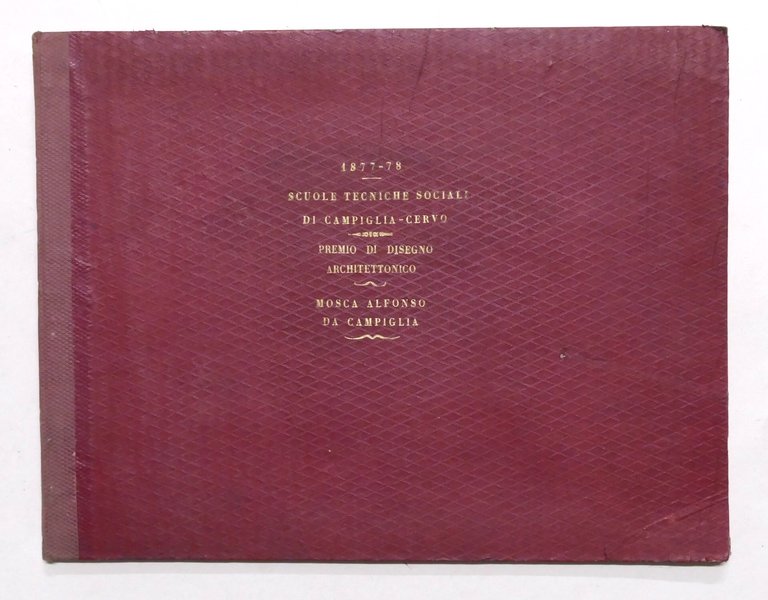 1877-78
SCUOLE TECNICHE SOCIALI
DI CAMPIGLIA-CERVO
PREMIO DI DISEGNO
ARCHITETTONICO
MOSCA ALFONSO
DA CAMPIGLIA